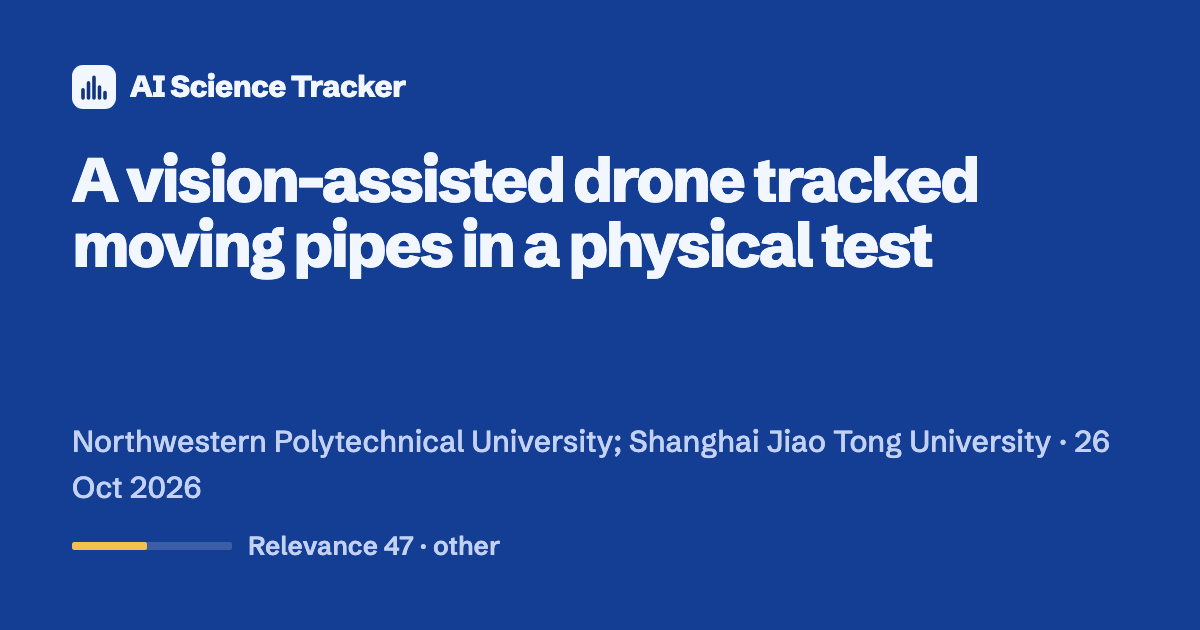 AI Science Tracker
A vision-assisted drone tracked
moving pipes in a physical test
Northwestern Polytechnical University; Shanghai Jiao Tong University · 26
Oct 2026
Relevance 47 · other